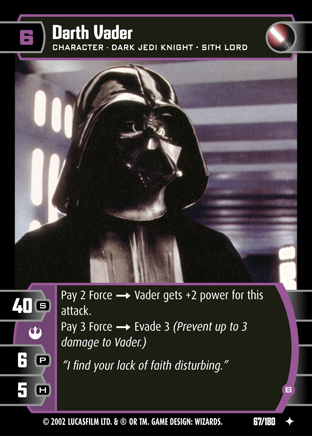 6 Darth Vader
CHARACTER · DARK JEDI KNIGHT · SITH LORD
40 S
6 P
5 H
Pay 2 Force → Vader gets +2 power for this
attack.
Pay 3 Force → Evade 3 (Prevent up to 3
damage to Vader.)
"I find your lack of faith disturbing."
B
© 2002 LUCASFILM LTD. & ® OR TM. GAME DESIGN: WIZARDS. 67/180